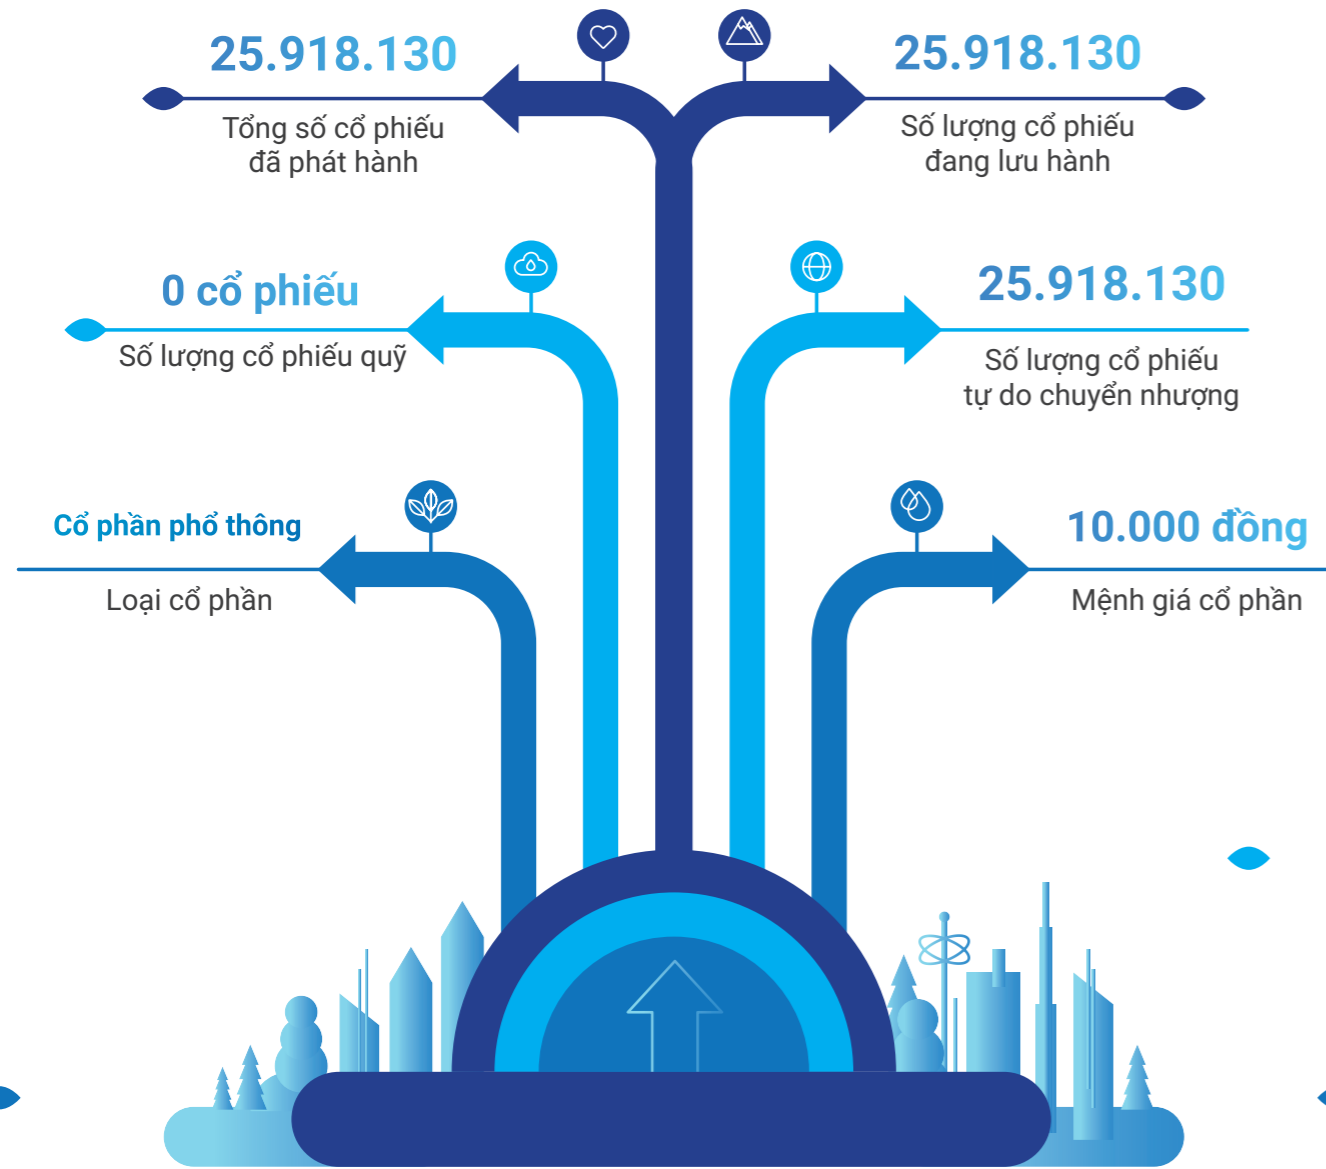 25.918.130
Tổng số cổ phiếu
đã phát hành
25.918.130
Số lượng cổ phiếu
đang lưu hành
0 cổ phiếu
Số lượng cổ phiếu quỹ
25.918.130
Số lượng cổ phiếu
tự do chuyển nhượng
Cổ phần phổ thông
Loại cổ phần
10.000 đồng
Mệnh giá cổ phần